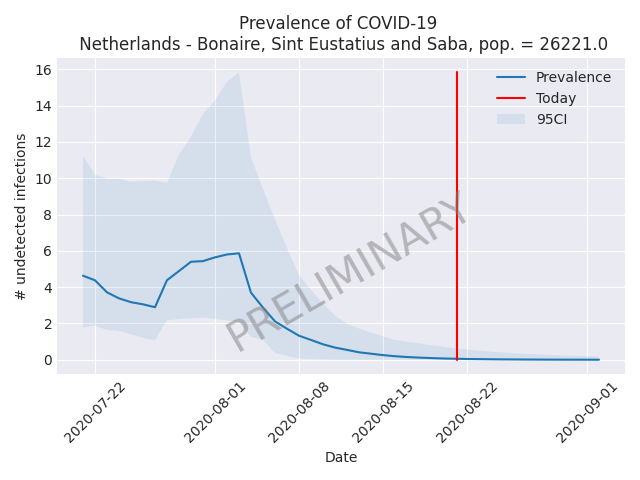 Prevalence of COVID-19
Netherlands - Bonaire, Sint Eustatius and Saba, pop. = 26221.0
16
14
12
10
8
6
4
2
0
# undetected infections
Prevalence
Today
95CI
PRELIMINARY
2020-07-22
2020-08-01
2020-08-08
2020-08-15
2020-08-22
2020-09-01
Date